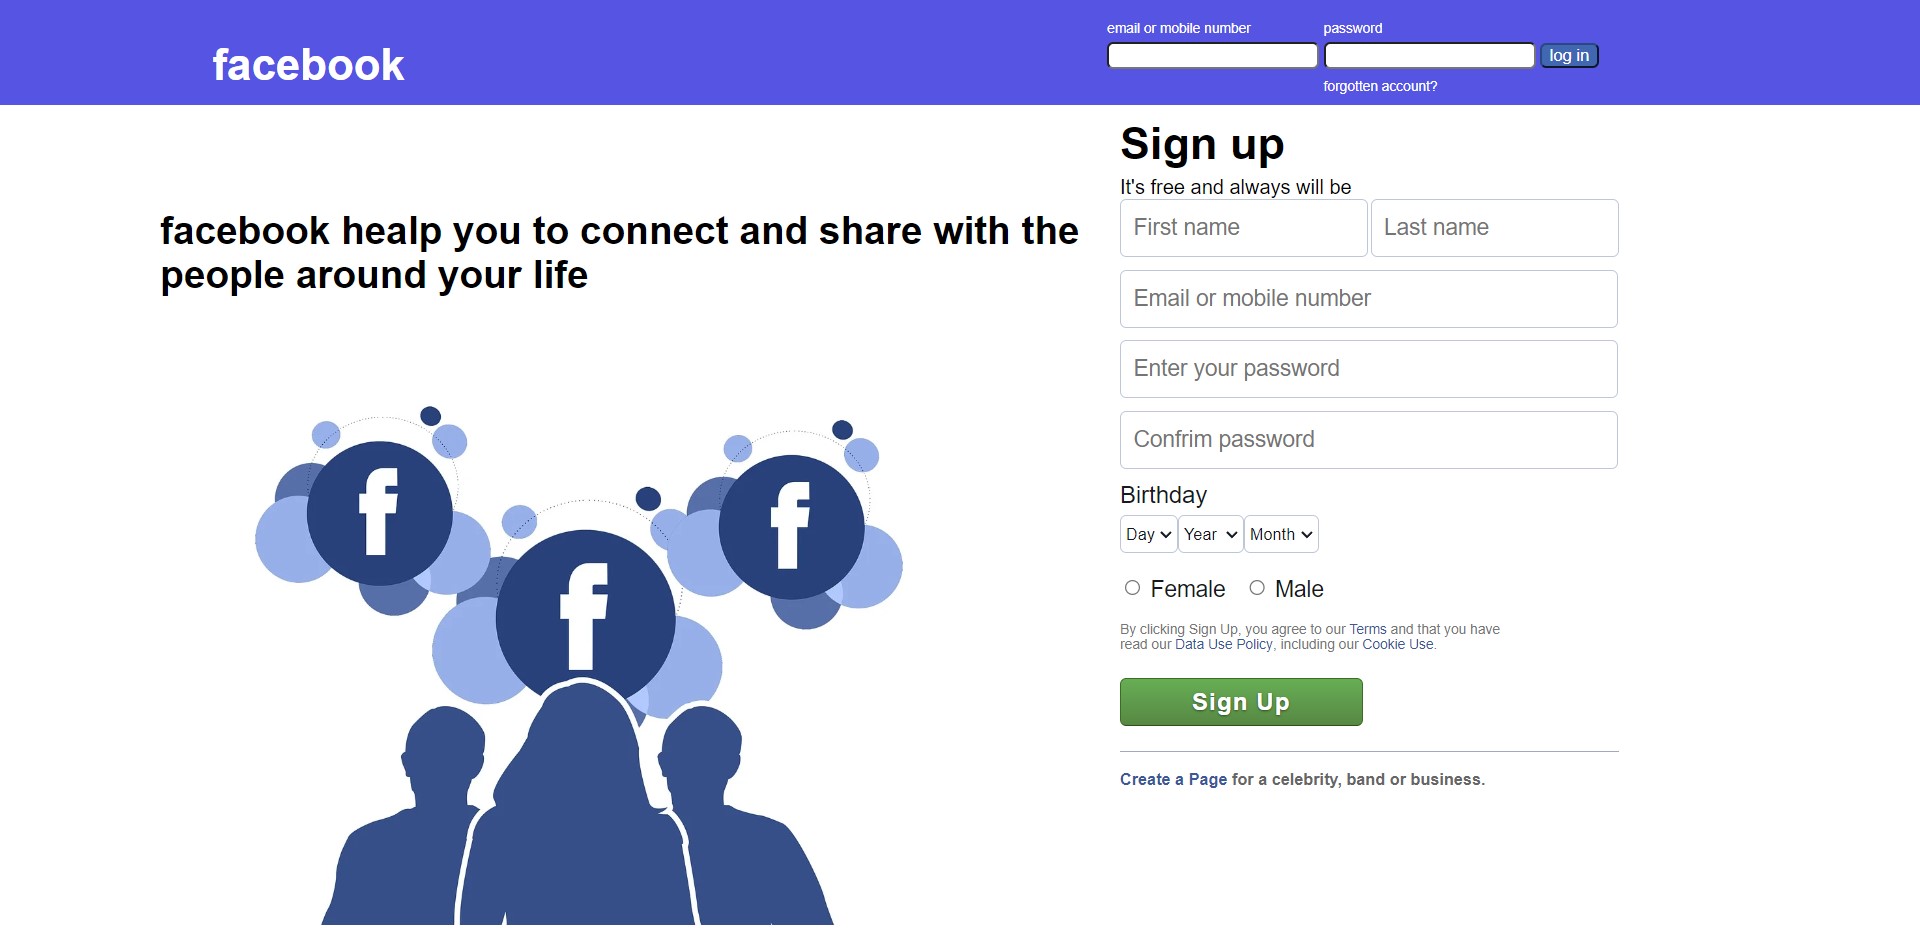 email or mobile number
password
facebook
log in
forgotten account?
Sign up
It's free and always will be
facebook healp you to connect and share with the
people around your life
First name
Last name
Email or mobile number
Enter your password
Confrim password
Birthday
Day
Year
Month
Female
Male
By clicking Sign Up, you agree to our Terms and that you have
read our Data Use Policy, including our Cookie Use.
Sign Up
Create a Page for a celebrity, band or business.
f
f
f